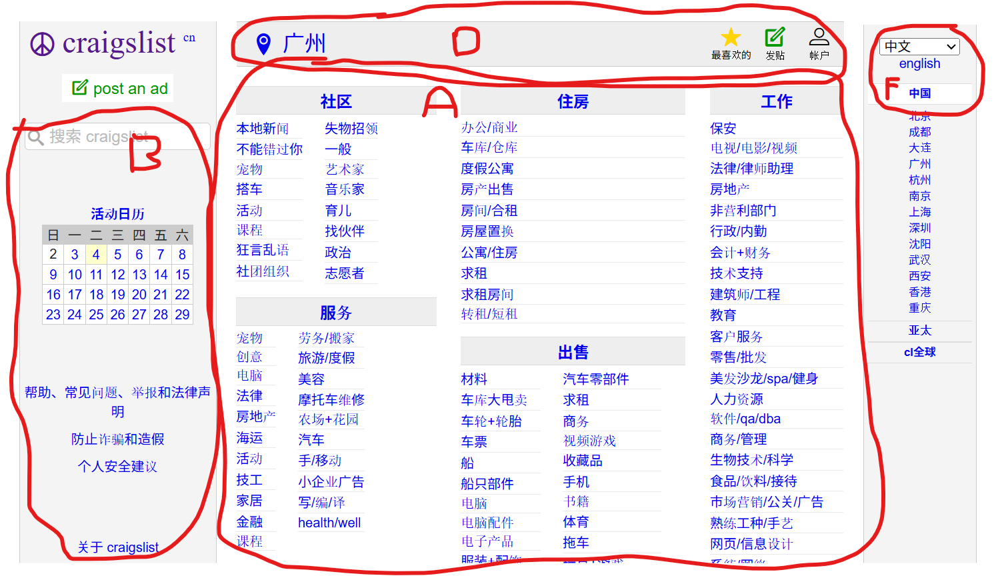 craigslist cn
post an ad
搜索 craigslist
B
活动日历
日 一 二 三 四 五 六
2 3 4 5 6 7 8
9 10 11 12 13 14 15
16 17 18 19 20 21 22
23 24 25 26 27 28 29
帮助、常见问题、举报和法律声
明
防止诈骗和造假
个人安全建议
关于 craigslist
广州
D
最喜欢的 发贴 帐户
A
社区
本地新闻
不能错过你
宠物
搭车
活动
课程
狂言乱语
社团组织
失物招领
一般
艺术家
音乐家
育儿
找伙伴
政治
志愿者
服务
宠物
创意
电脑
法律
房地产
海运
活动
技工
家居
金融
课程
劳务/搬家
旅游/度假
美容
摩托车维修
农场+花园
汽车
手/移动
小企业广告
写/编/译
health/well
住房
办公/商业
车库/仓库
度假公寓
房产出售
房间/合租
房屋置换
公寓/住房
求租
求租房间
转租/短租
出售
材料
车库大甩卖
车轮+轮胎
车票
船
船只部件
电脑
电脑配件
电子产品
服装+配饰
汽车零部件
求租
商务
视频游戏
收藏品
手机
书籍
体育
拖车
玩具+游戏
工作
保安
电视/电影/视频
法律/律师助理
房地产
非营利部门
行政/内勤
会计+财务
技术支持
建筑师/工程
教育
客户服务
零售/批发
美发沙龙/spa/健身
人力资源
软件/qa/dba
商务/管理
生物技术/科学
食品/饮料/接待
市场营销/公关/广告
熟练工种/手艺
网页/信息设计
系统/网络
中文
english
F
中国
北京
成都
大连
广州
杭州
南京
上海
深圳
沈阳
武汉
西安
香港
重庆
亚太
cl全球